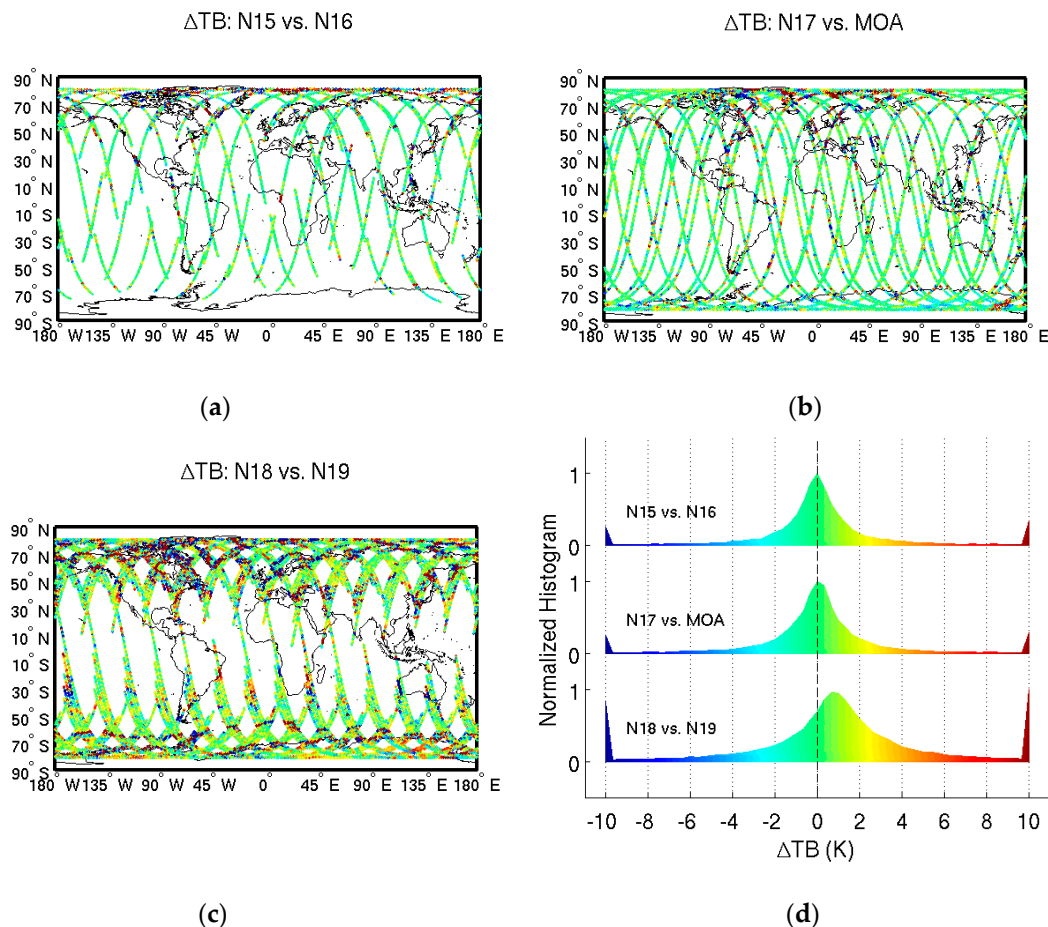 ΔTB: N15 vs. N16
90° N
70° N
50° N
30° N
10° N
10° S
30° S
50° S
70° S
90° S
180° W 135° W 90° W 45° W 0° 45° E 90° E 135° E 180° E
(a)
ΔTB: N17 vs. MOA
90° N
70° N
50° N
30° N
10° N
10° S
30° S
50° S
70° S
90° S
180° W 135° W 90° W 45° W 0° 45° E 90° E 135° E 180° E
(b)
ΔTB: N18 vs. N19
90° N
70° N
50° N
30° N
10° N
10° S
30° S
50° S
70° S
90° S
180° W 135° W 90° W 45° W 0° 45° E 90° E 135° E 180° E
(c)
Normalized Histogram
1
N15 vs. N16
0
1
N17 vs. MOA
0
1
N18 vs. N19
0
-10 -8 -6 -4 -2 0 2 4 6 8 10
ΔTB (K)
(d)